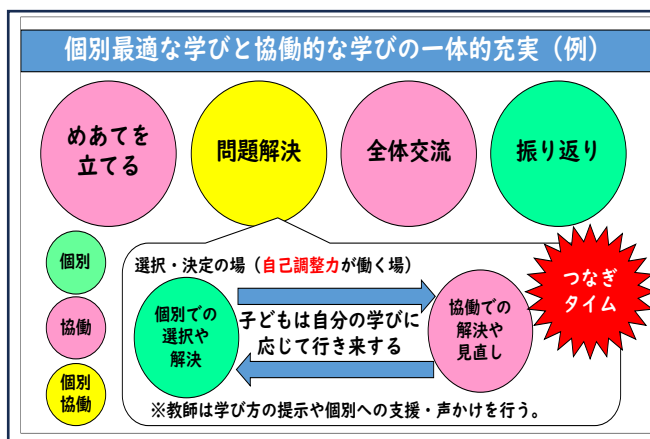 個別最適な学びと協働的な学びの一体的充実（例）
めあてを
立てる
問題解決
全体交流
振り返り
個別
協働
個別
協働
選択・決定の場（自己調整力が働く場）
個別での
選択や
解決
子どもは自分の学びに
応じて行き来する
協働での
解決や
見直し
つなぎ
タイム
※教師は学び方の提示や個別への支援・声かけを行う。